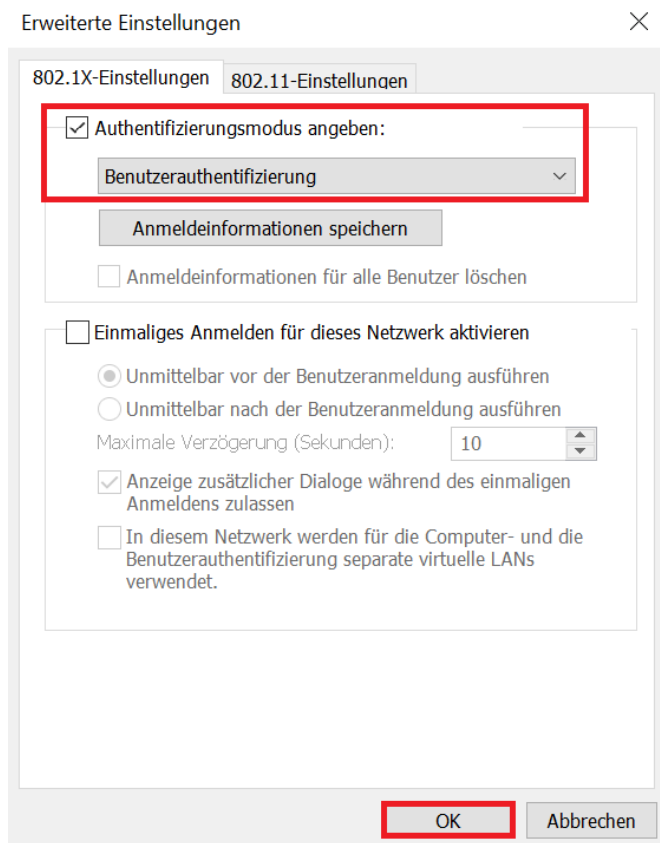 Erweiterte Einstellungen
802.1X-Einstellungen
802.11-Einstellungen
Authentifizierungsmodus angeben:
Benutzerauthentifizierung
Anmeldeinformationen speichern
Anmeldeinformationen für alle Benutzer löschen
Einmaliges Anmelden für dieses Netzwerk aktivieren
Unmittelbar vor der Benutzeranmeldung ausführen
Unmittelbar nach der Benutzeranmeldung ausführen
Maximale Verzögerung (Sekunden): 10
Anzeige zusätzlicher Dialoge während des einmaligen
Anmeldens zulassen
In diesem Netzwerk werden für die Computer- und die
Benutzerauthentifizierung separate virtuelle LANs
verwendet.
OK
Abbrechen